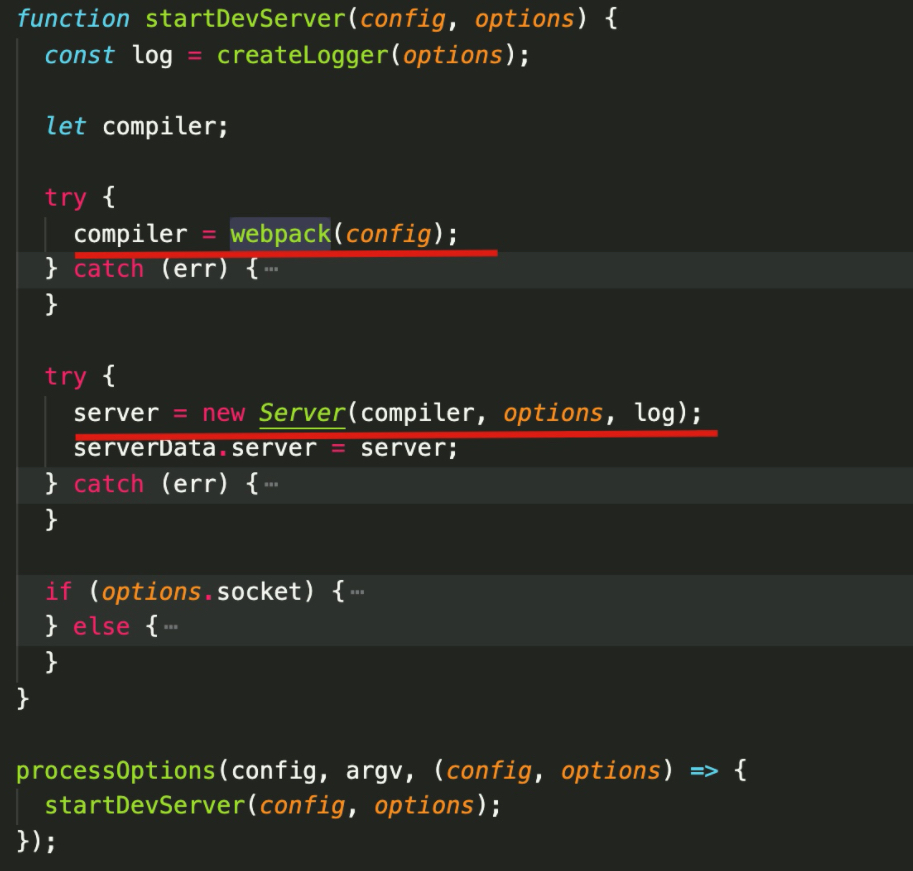 function startDevServer(config, options) {
const log = createLogger(options);
let compiler;
try {
compiler = webpack(config);
} catch (err) {⋯
}
try {
server = new Server(compiler, options, log);
serverData.server = server;
} catch (err) {⋯
}
if (options.socket) {⋯
} else {⋯
}
}
processOptions(config, argv, (config, options) => {
startDevServer(config, options);
});